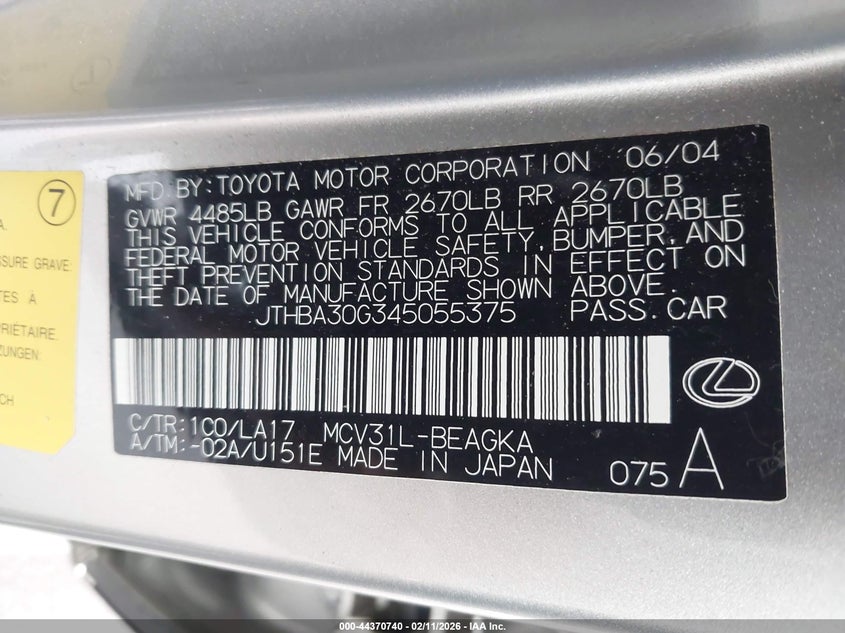 MFD BY:TOYOTA MOTOR CORPORATION 06/04
GVWR 4485LB GAWR FR 2670LB RR 2670LB
THIS VEHICLE CONFORMS TO ALL APPLICABLE
FEDERAL MOTOR VEHICLE SAFETY,BUMPER,AND
THEFT PREVENTION STANDARDS IN EFFECT ON
THE DATE OF MANUFACTURE SHOWN ABOVE.
JTHBA30G345055375 PASS.CAR
C/TR:1C0/LA17 MCV31L-BEAGKA
A/TM:-02A/U151E MADE IN JAPAN
075 A
7
SSURE GRAVE:
TES À
PRIÉTAIRE.
ZUNGEN:
CH
000-44370740 - 02/11/2026 - IAA, Inc.